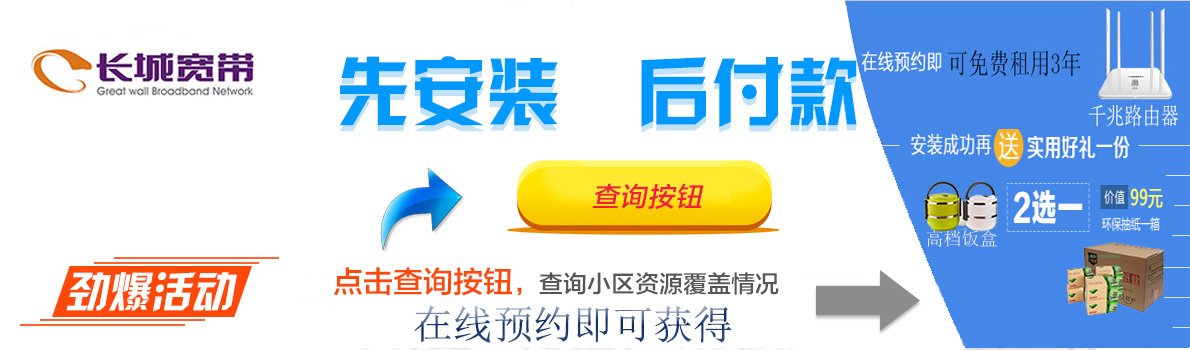 长城宽带
Great wall Broadband Network
先安装 后付款
查询按钮
劲爆活动
点击查询按钮，查询小区资源覆盖情况
在线预约即可获得
在线预约即 可免费租用3年
千兆路由器
安装成功再 送 实用好礼一份
2选一
高档饭盒
价值 99元
环保抽纸一箱